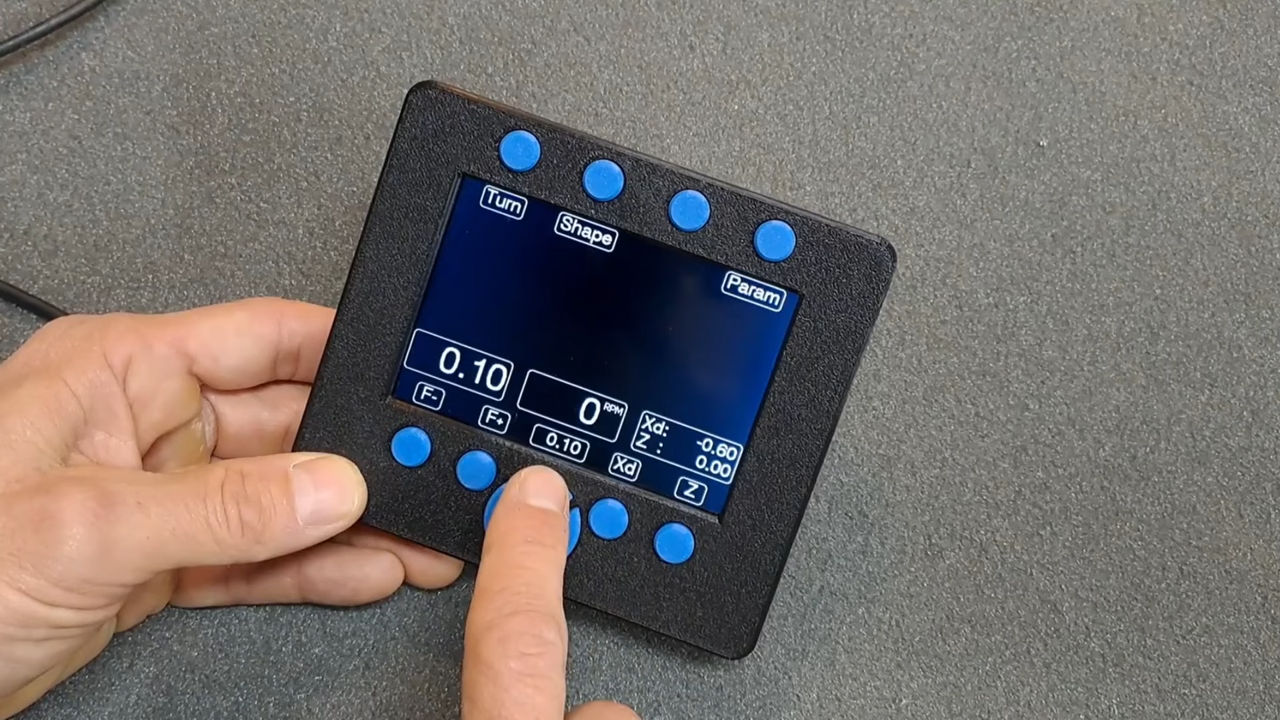 Turn
Shape
Param
0.10
0 RPM
Xd: -0.60
Z : 0.00
F-
F+
0.10
Xd
Z